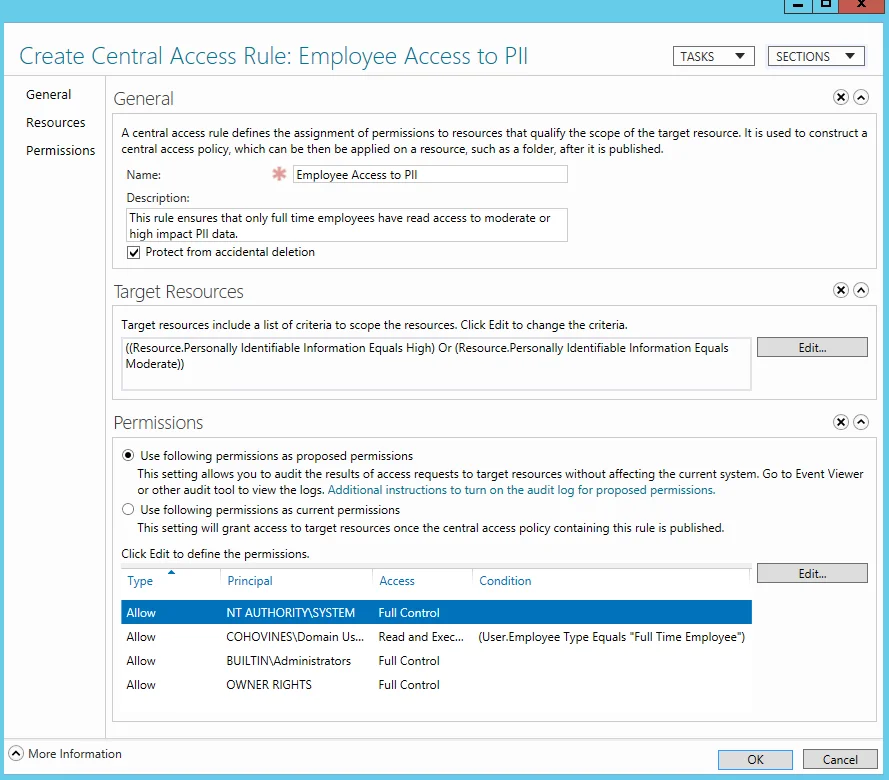 Create Central Access Rule: Employee Access to PII
TASKS
SECTIONS
General
Resources
Permissions
General
A central access rule defines the assignment of permissions to resources that qualify the scope of the target resource. It is used to construct a
central access policy, which can be then be applied on a resource, such as a folder, after it is published.
Name:
Employee Access to PII
Description:
This rule ensures that only full time employees have read access to moderate or
high impact PII data.
Protect from accidental deletion
Target Resources
Target resources include a list of criteria to scope the resources. Click Edit to change the criteria.
((Resource.Personally Identifiable Information Equals High) Or (Resource.Personally Identifiable Information Equals
Moderate))
Edit...
Permissions
Use following permissions as proposed permissions
This setting allows you to audit the results of access requests to target resources without affecting the current system. Go to Event Viewer
or other audit tool to view the logs. Additional instructions to turn on the audit log for proposed permissions.
Use following permissions as current permissions
This setting will grant access to target resources once the central access policy containing this rule is published.
Click Edit to define the permissions.
Edit...
Type Principal Access Condition
Allow NT AUTHORITY\SYSTEM Full Control
Allow COHOVINES\Domain Us... Read and Exec... (User.Employee Type Equals "Full Time Employee")
Allow BUILTIN\Administrators Full Control
Allow OWNER RIGHTS Full Control
More Information
OK
Cancel